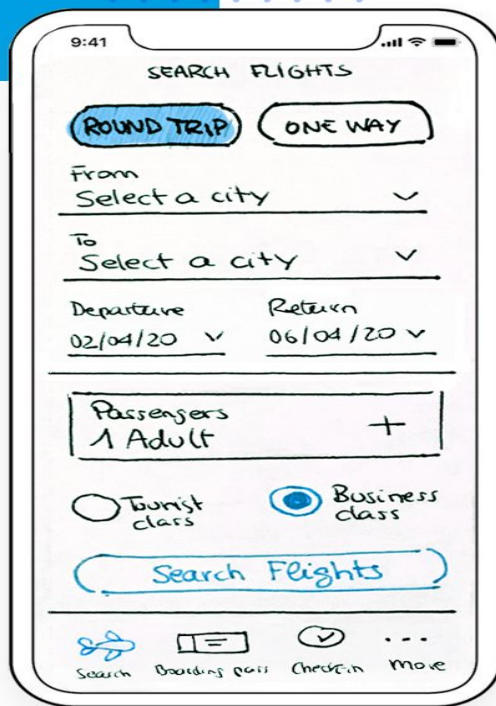 9:41
SEARCH FLIGHTS
ROUND TRIP ONE WAY
From
Select a city
To
Select a city
Departure Return
02/04/20 06/04/20
Passengers
1 Adult
Tourist class
Business class
Search Flights
Search Boarding pass Check-in More